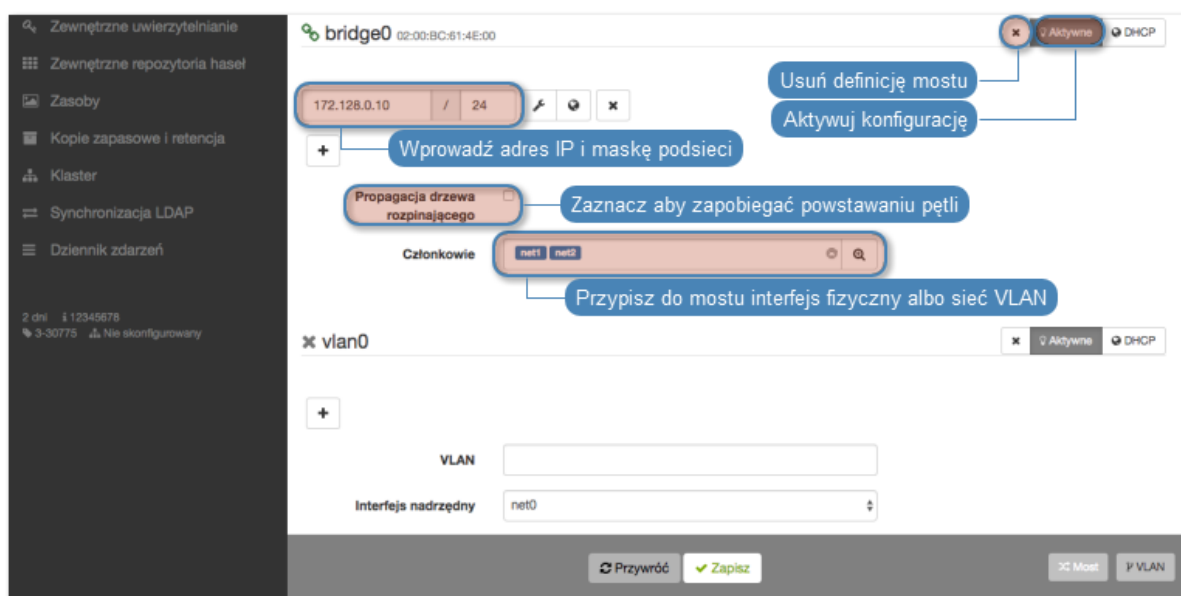 Zewnętrzne uwierzytelnianie
Zewnętrzne repozytoria haseł
Zasoby
Kopie zapasowe i retencja
Klaster
Synchronizacja LDAP
Dziennik zdarzeń
2 dni 12345678
3-30775 Nie skonfigurowany
bridge0 02:00:BC:61:4E:00
Aktywne DHCP
Usuń definicję mostu
Aktywuj konfigurację
172.128.0.10 / 24
Wprowadź adres IP i maskę podsieci
Propagacja drzewa
rozpinającego
Zaznacz aby zapobiegać powstawaniu pętli
Członkowie net1 net2
Przypisz do mostu interfejs fizyczny albo sieć VLAN
vlan0
Aktywne DHCP
VLAN
Interfejs nadrzędny net0
Przywróć Zapisz
Most VLAN